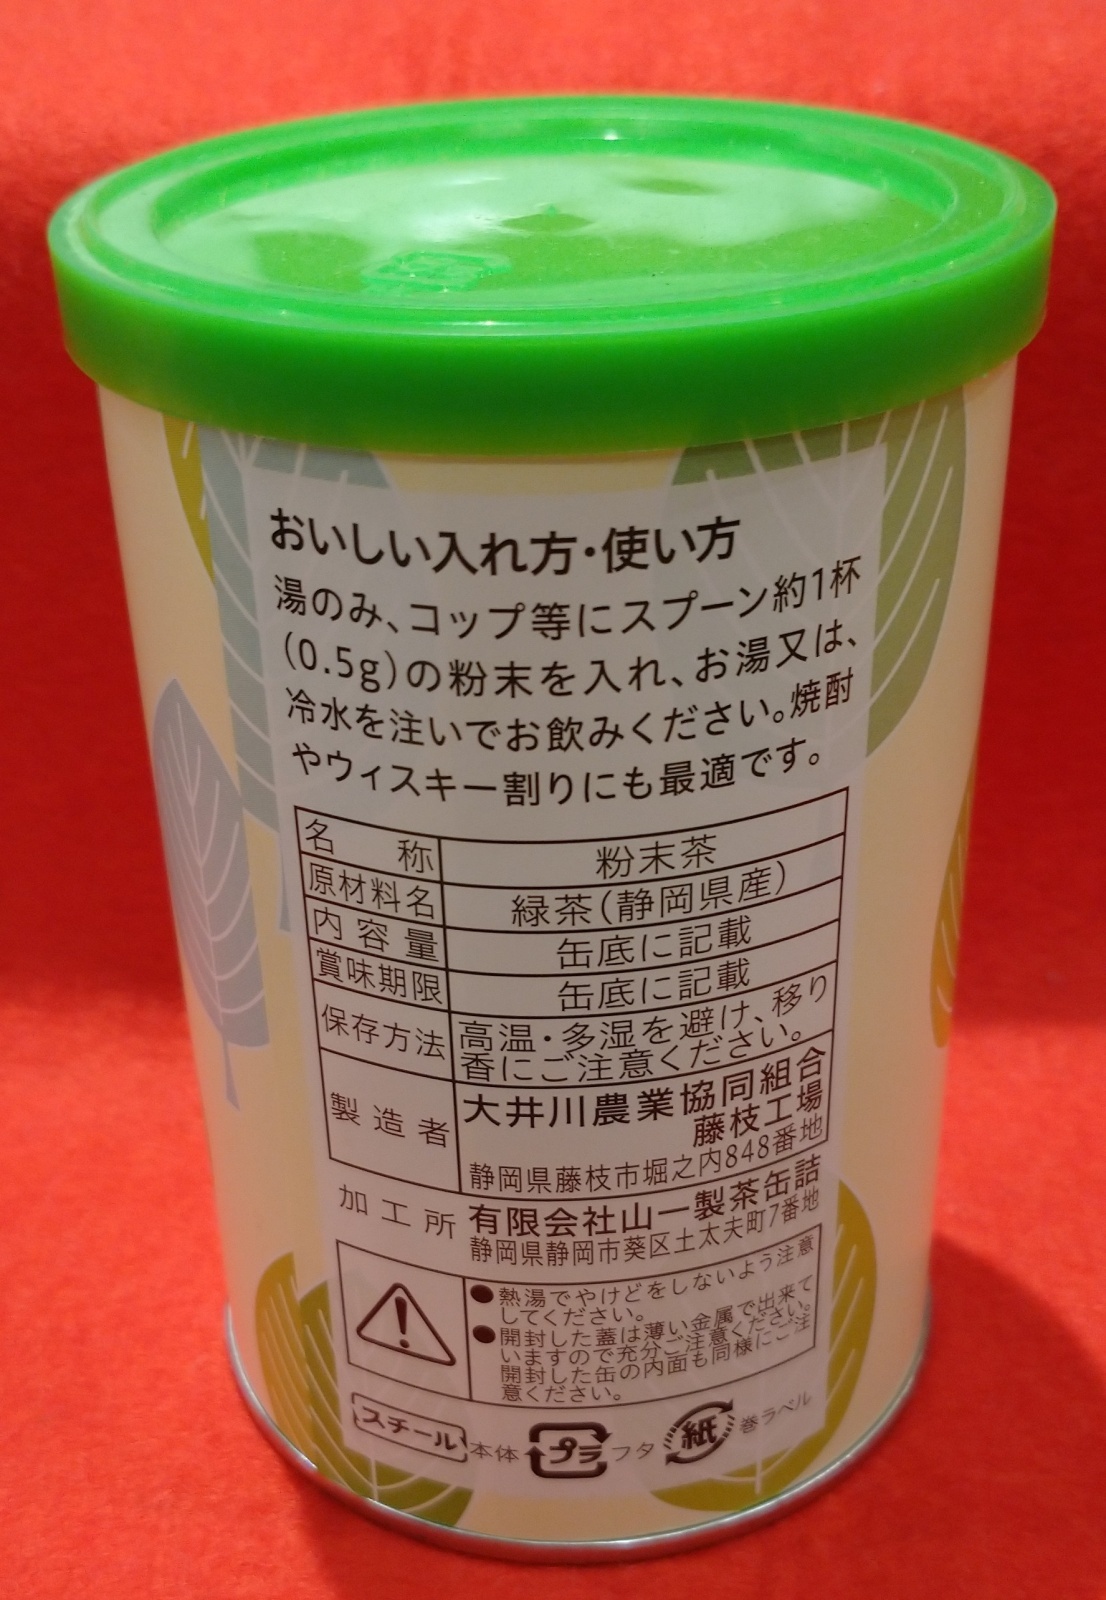 おいしい入れ方・使い方
湯のみ、コップ等にスプーン約1杯
(0.5g)の粉末を入れ、お湯又は、
冷水を注いでお飲みください。焼酎
やウィスキー割りにも最適です。
名称 粉末茶
原材料名 緑茶(静岡県産)
内容量 缶底に記載
賞味期限 缶底に記載
保存方法 高温・多湿を避け、移り
香にご注意ください。
製造者 大井川農業協同組合
藤枝工場
静岡県藤枝市堀之内848番地
加工所 有限会社山一製茶缶詰
静岡県静岡市葵区土太夫町7番地
●熱湯でやけどをしないよう注意
してください。
●開封した蓋は薄い金属で出来て
いますので充分ご注意ください。
開封した缶の内面も同様にご注
意ください。
スチール 本体 プラ フタ 紙 巻ラベル